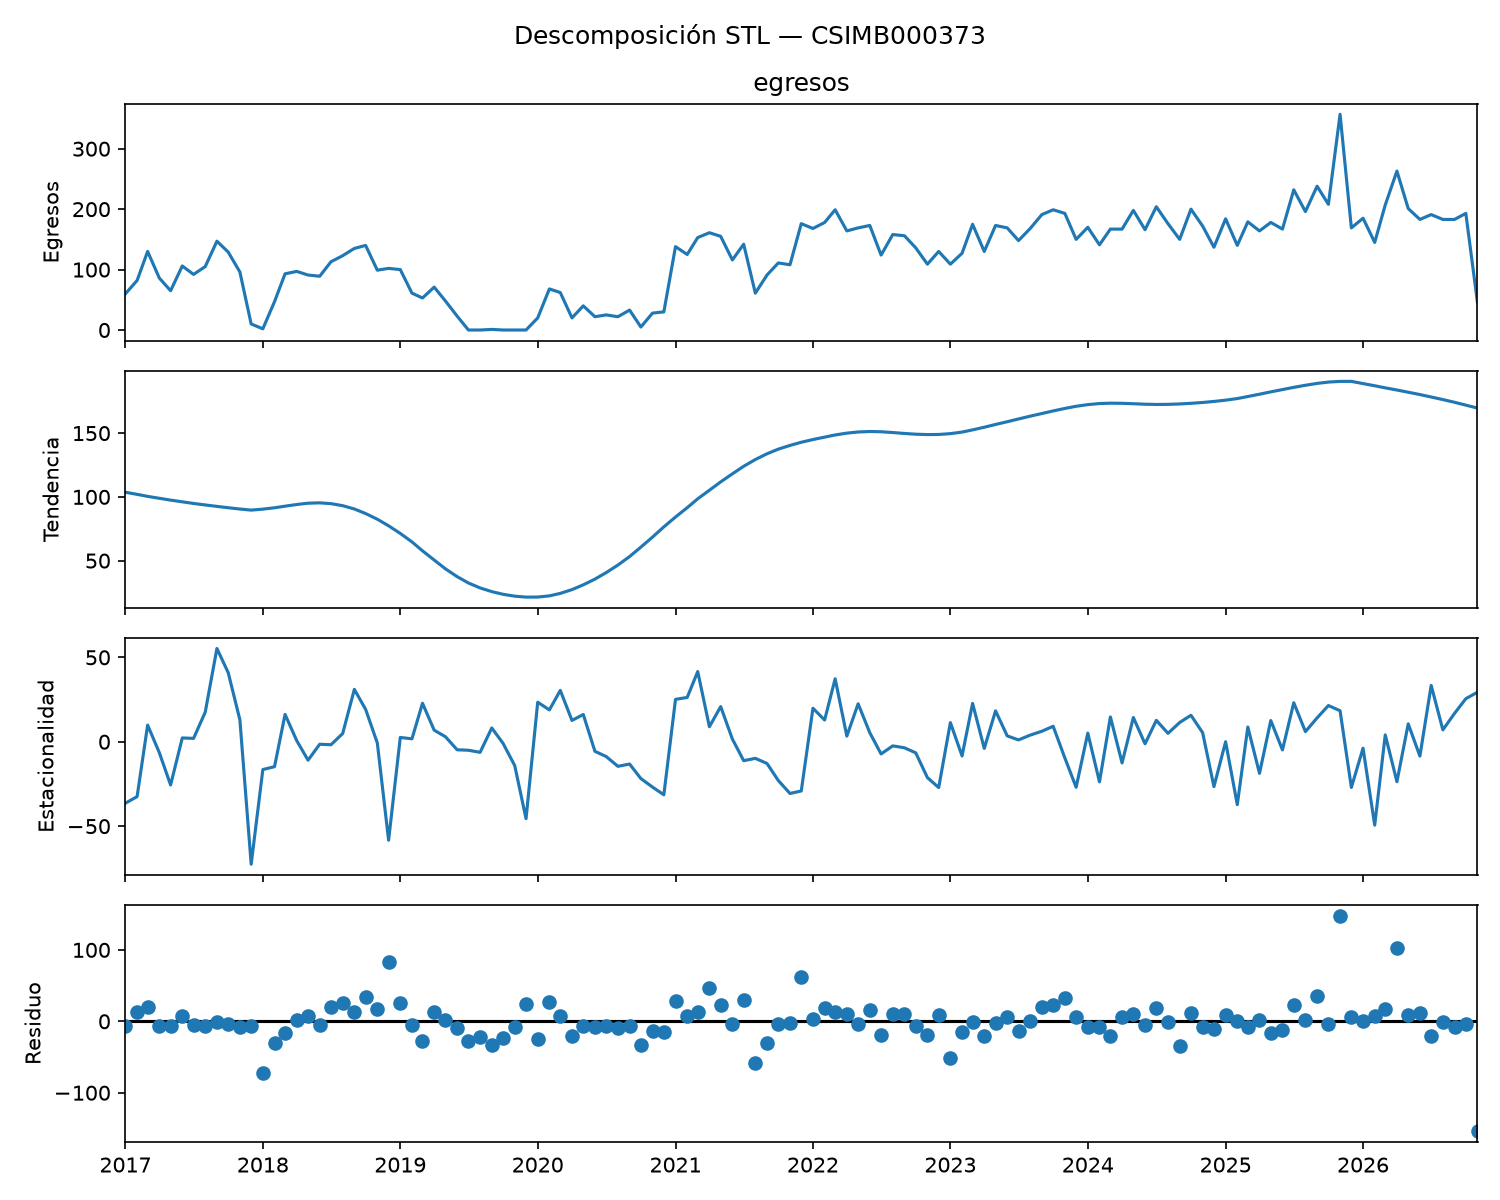 Descomposición STL — CSIMB000373
egresos
300
200
100
0
Egresos
150
100
50
Tendencia
50
0
−50
Estacionalidad
100
0
−100
Residuo
2017 2018 2019 2020 2021 2022 2023 2024 2025 2026